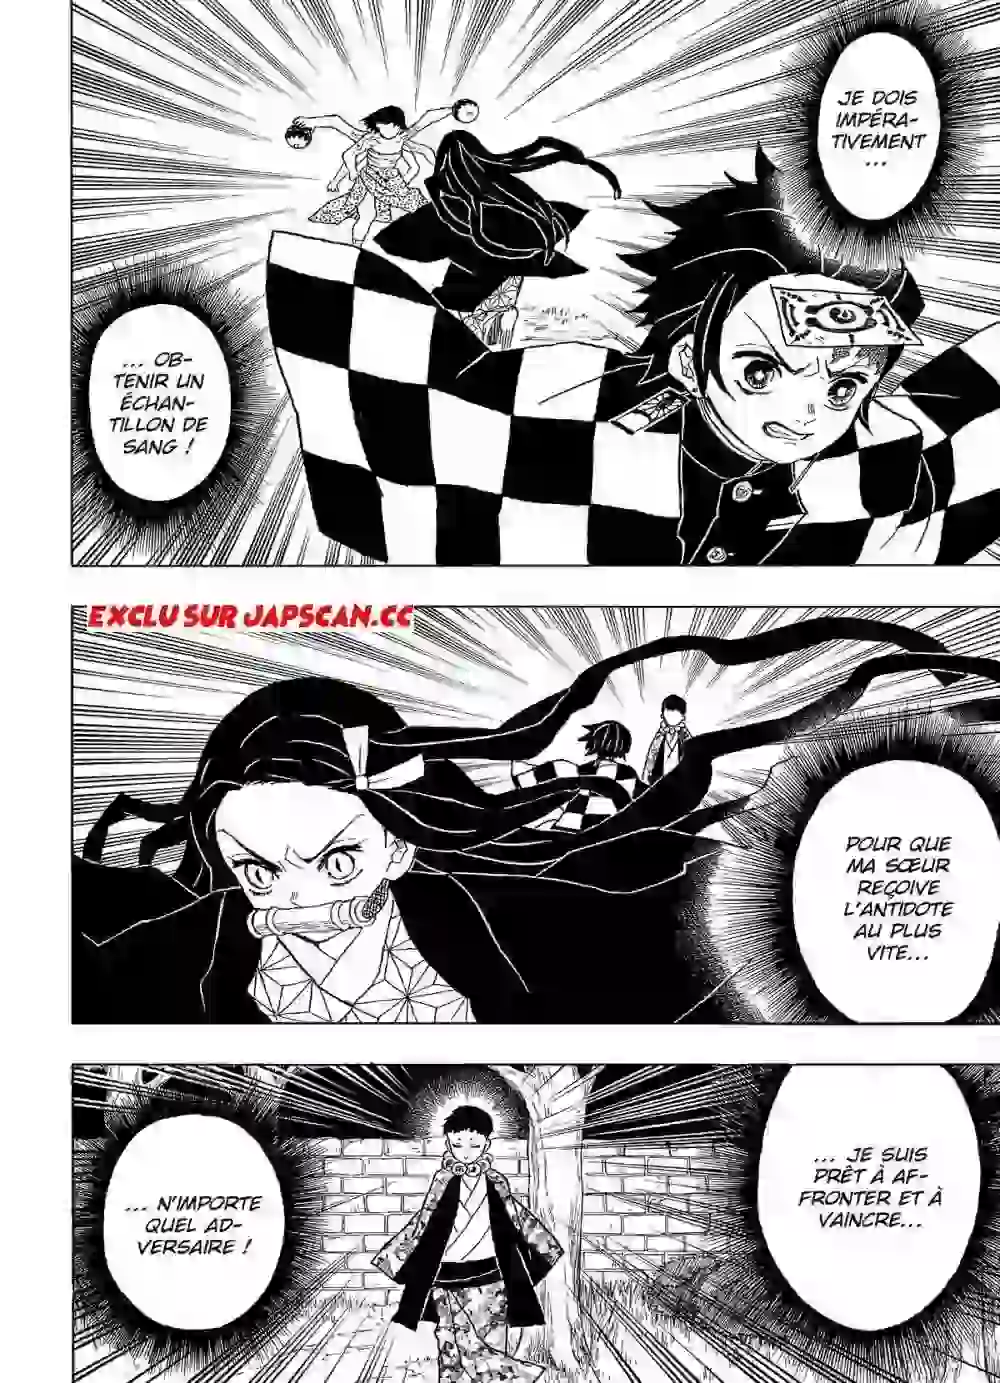 JE DOIS
IMPÉRA-
TIVEMENT
...
... OB-
TENIR UN
ÉCHAN-
TILLON DE
SANG !
EXCLU SUR JAPSCAN.CC
POUR QUE
MA SŒUR
REÇOIVE
L'ANTIDOTE
AU PLUS
VITE...
... JE SUIS
PRÊT À AF-
FRONTER ET À
VAINCRE...
... N'IMPORTE
QUEL AD-
VERSAIRE !